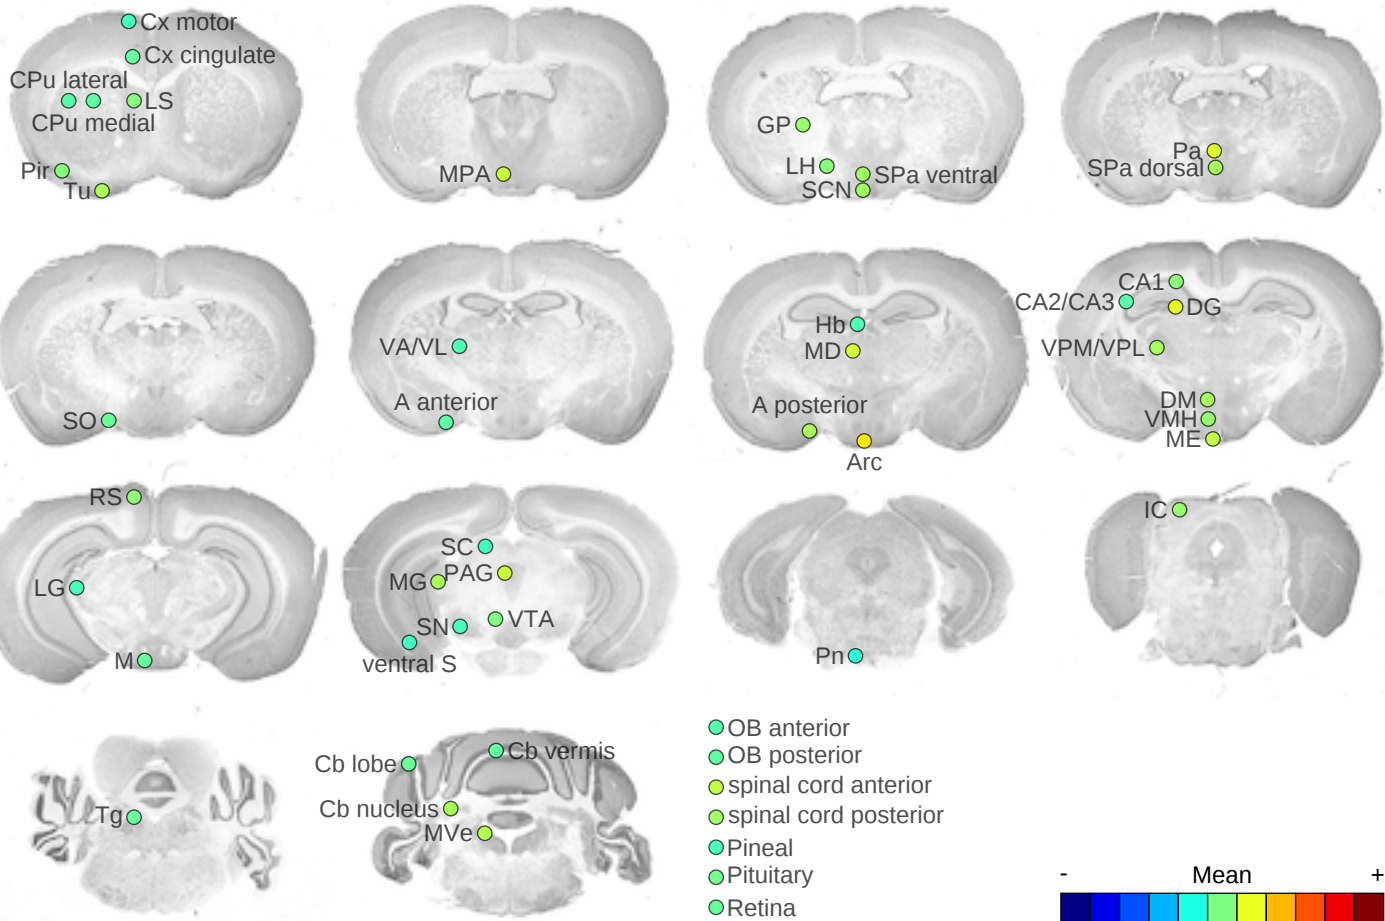 Cx motor
Cx cingulate
CPu lateral
LS
CPu medial
Pir
Tu
MPA
GP
LH
SPa ventral
SCN
Pa
SPa dorsal
SO
VA/VL
A anterior
Hb
MD
A posterior
Arc
CA1
CA2/CA3
DG
VPM/VPL
DM
VMH
ME
RS
LG
M
SC
MG
PAG
SN
VTA
ventral S
Pn
IC
Tg
Cb lobe
Cb vermis
Cb nucleus
MVe
OB anterior
OB posterior
spinal cord anterior
spinal cord posterior
Pineal
Pituitary
Retina
- Mean +